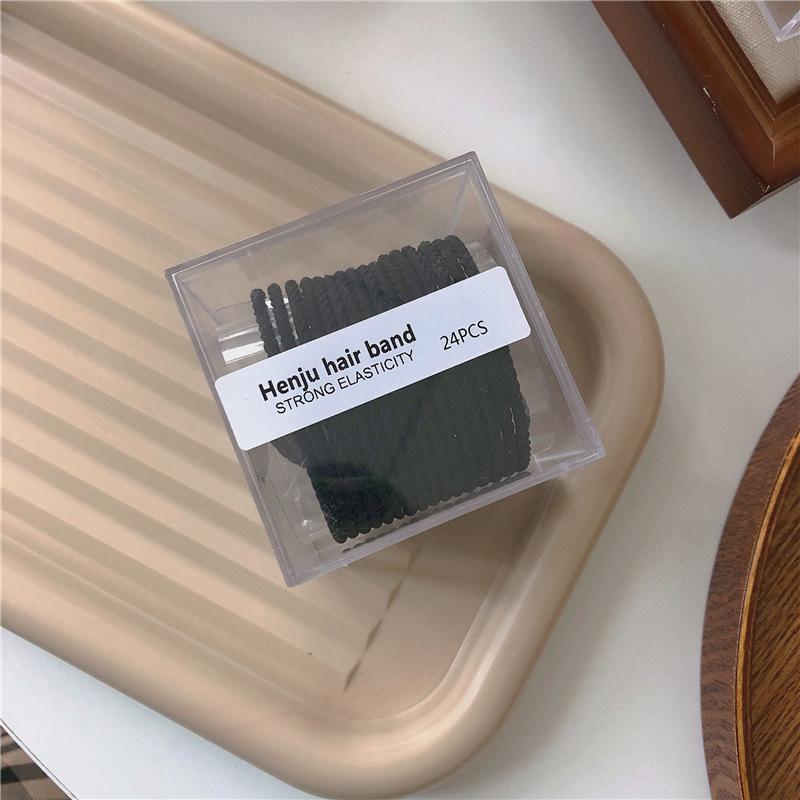 Henju hair band
STRONG ELASTICITY
24PCS